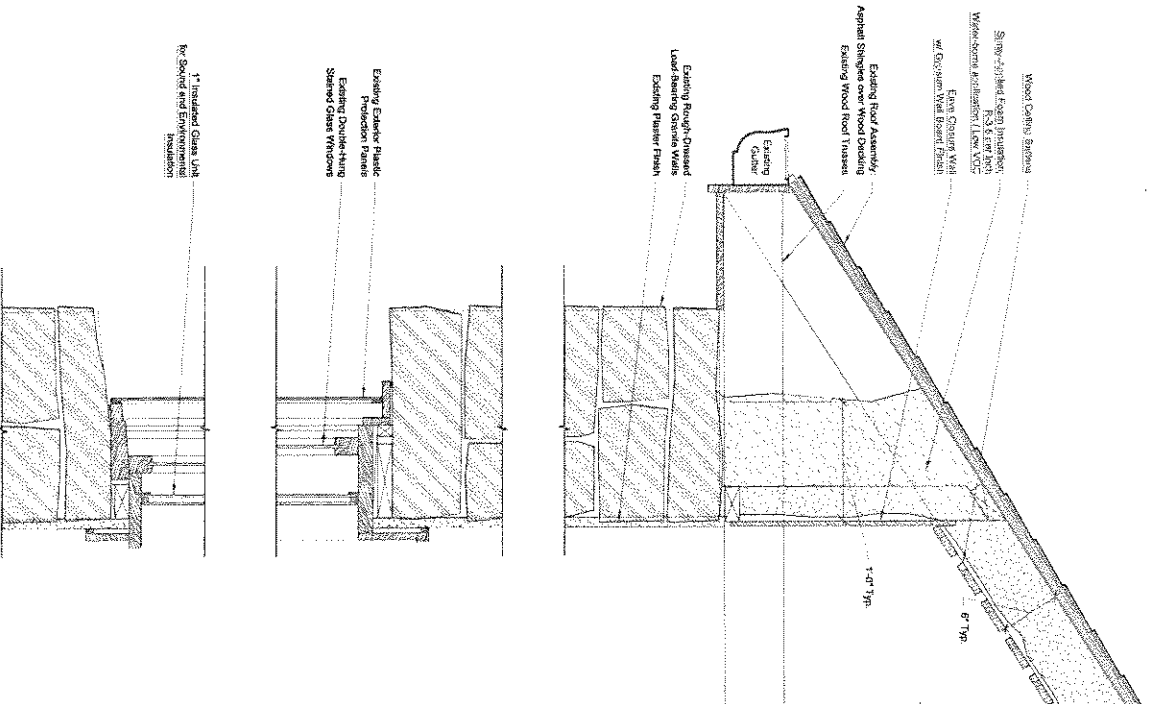 Wood Ceiling System
Spray-Applied Foam Insulation
R-3.6 per Inch
Water-borne application / Low VOC
Eave Closure Wall
w/ Gypsum Wall Board Finish
Existing Roof Assembly:
Asphalt Shingles over Wood Decking
Existing Wood Roof Trusses
Existing
Gutter
Existing Rough-Dressed
Load-Bearing Granite Walls
Existing Plaster Finish
1'-0" Typ.
6" Typ.
Existing Exterior Plastic
Protection Panels
Existing Double-Hung
Stained Glass Windows
1" Insulated Glass Unit
for Sound and Environmental
Insulation